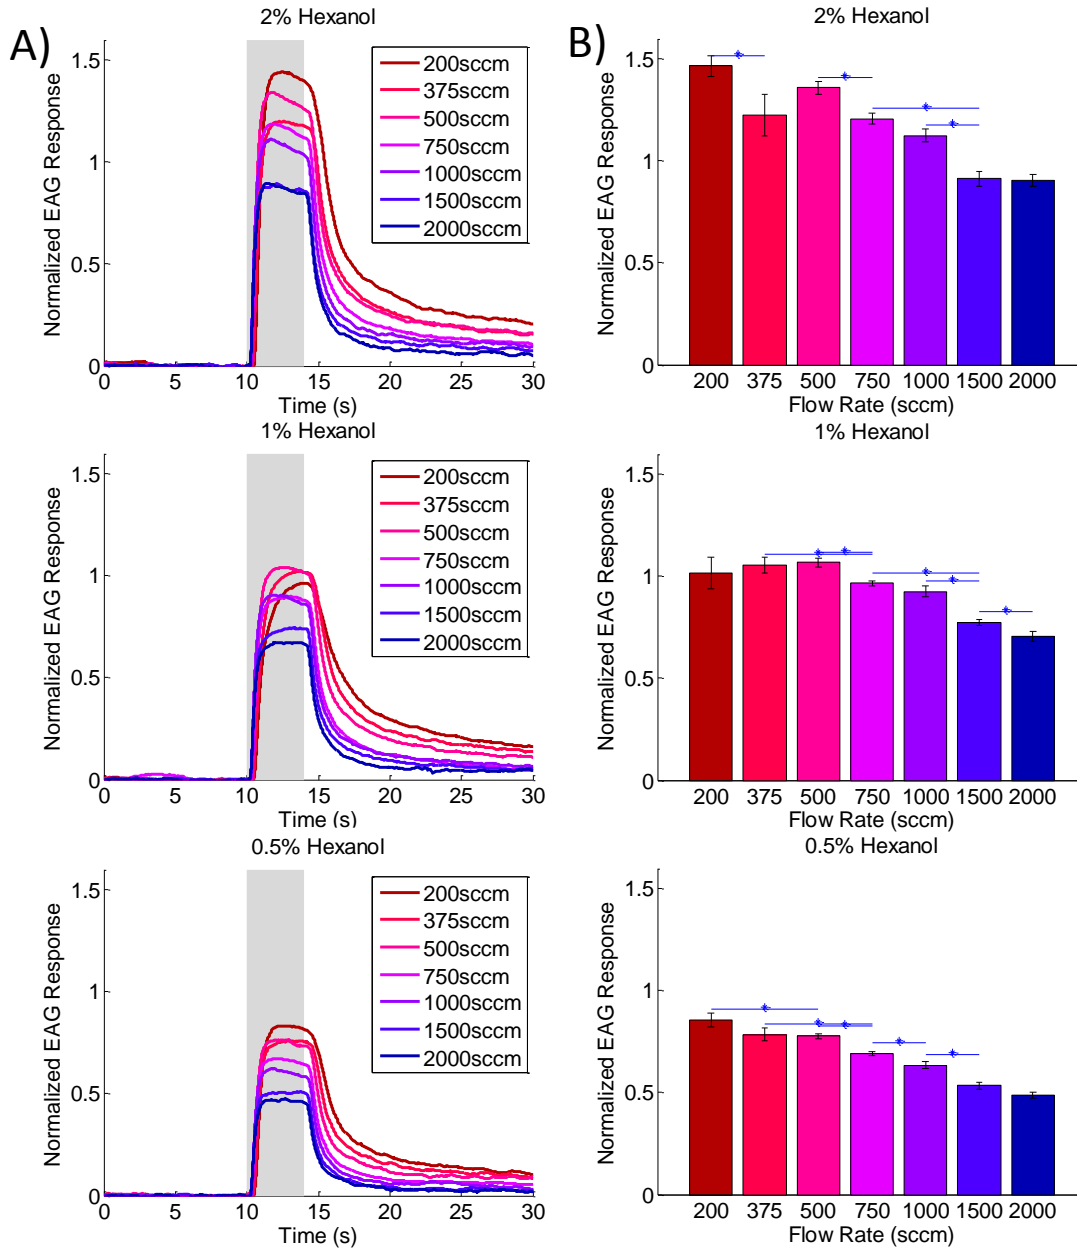 A)
2% Hexanol
Normalized EAG Response
1.5
1
0.5
0
200sccm
375sccm
500sccm
750sccm
1000sccm
1500sccm
2000sccm
0 5 10 15 20 25 30
Time (s)
B)
2% Hexanol
Normalized EAG Response
1.5
1
0.5
0
* * * *
200 375 500 750 1000 1500 2000
Flow Rate (sccm)
1% Hexanol
Normalized EAG Response
1.5
1
0.5
0
200sccm
375sccm
500sccm
750sccm
1000sccm
1500sccm
2000sccm
0 5 10 15 20 25 30
Time (s)
1% Hexanol
Normalized EAG Response
1.5
1
0.5
0
* * * * *
200 375 500 750 1000 1500 2000
Flow Rate (sccm)
0.5% Hexanol
Normalized EAG Response
1.5
1
0.5
0
200sccm
375sccm
500sccm
750sccm
1000sccm
1500sccm
2000sccm
0 5 10 15 20 25 30
Time (s)
0.5% Hexanol
Normalized EAG Response
1.5
1
0.5
0
* * * * *
200 375 500 750 1000 1500 2000
Flow Rate (sccm)